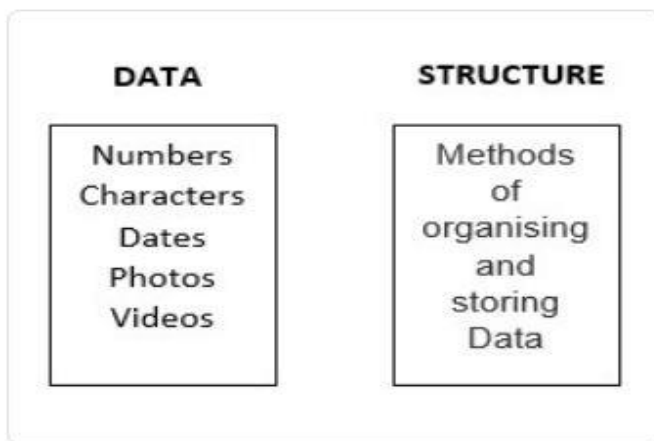 DATA
Numbers
Characters
Dates
Photos
Videos
STRUCTURE
Methods
of
organising
and
storing
Data